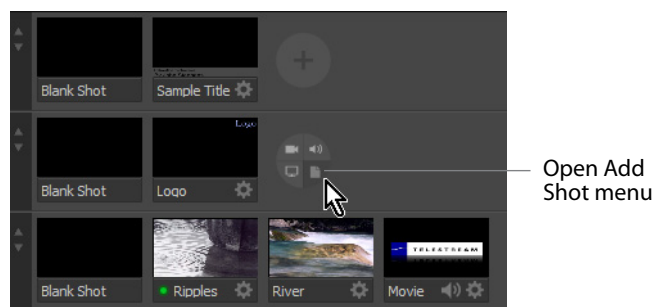 Blank Shot
Sample Title
Logo
Blank Shot
Logo
Open Add
Shot menu
TELESTREAM
Blank Shot
Ripples
River
Movie